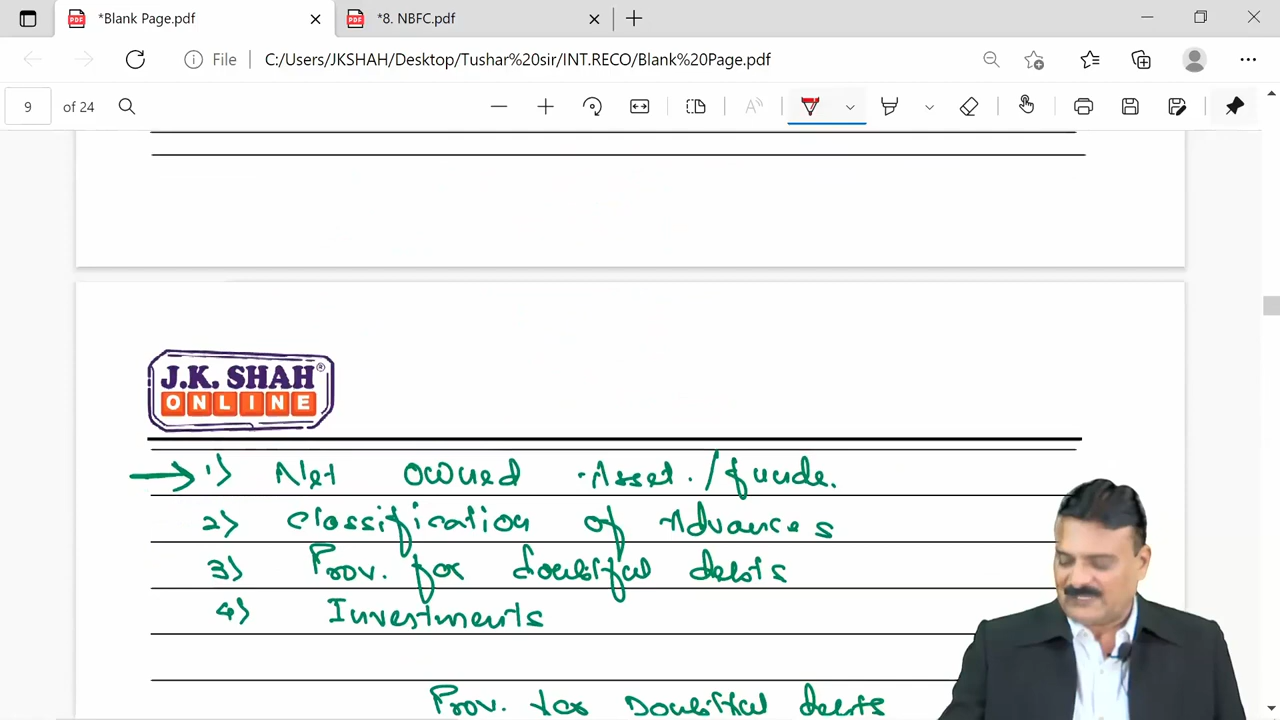 *Blank Page.pdf
*8. NBFC.pdf
File C:/Users/JKSHAH/Desktop/Tushar%20sir/INT.RECO/Blank%20Page.pdf
9 of 24
J.K. SHAH®
ONLINE
1) Net owned Asset./funde.
2) Classification of Advances
3) Prov. for doubtful debts
4) Investments
Prov. for Doubtful debts